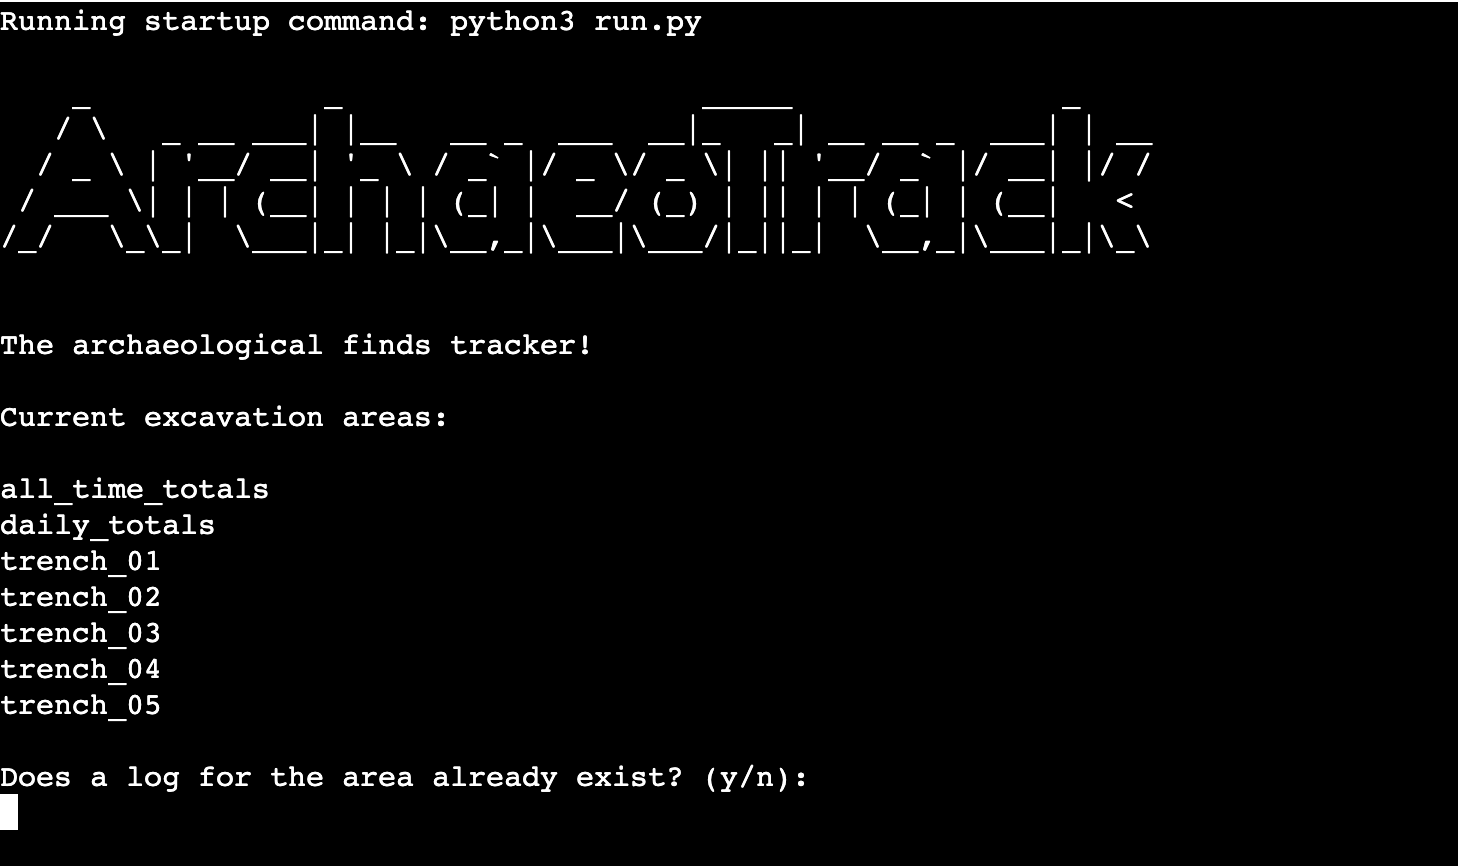 Running startup command: python3 run.py
ArchaeoTrack
The archaeological finds tracker!
Current excavation areas:
all_time_totals
daily_totals
trench_01
trench_02
trench_03
trench_04
trench_05
Does a log for the area already exist? (y/n):